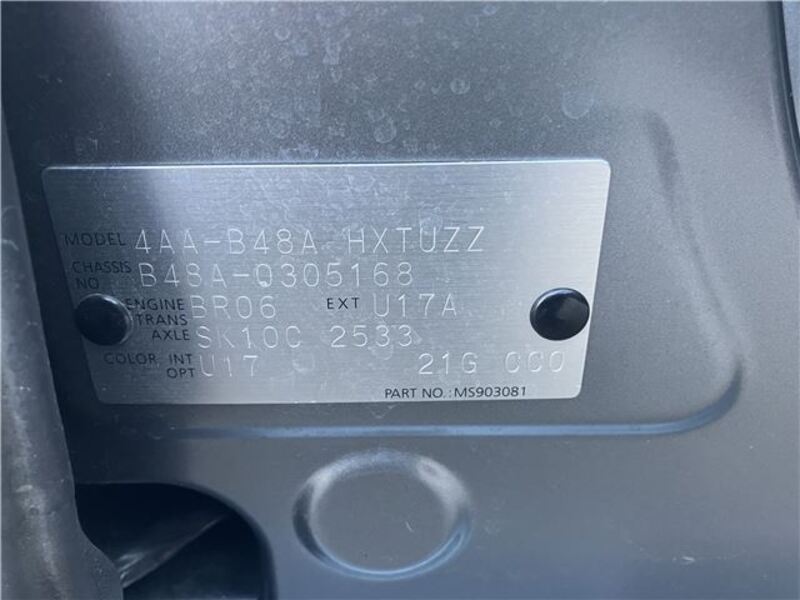 MODEL 4AA-B48A HXTUZZ
CHASSIS NO. B48A-0305168
ENGINE BR06 EXT U17A
TRANS AXLE SK10C 2533
COLOR, INT OPT U17 21G CC0
PART NO.: MS903081